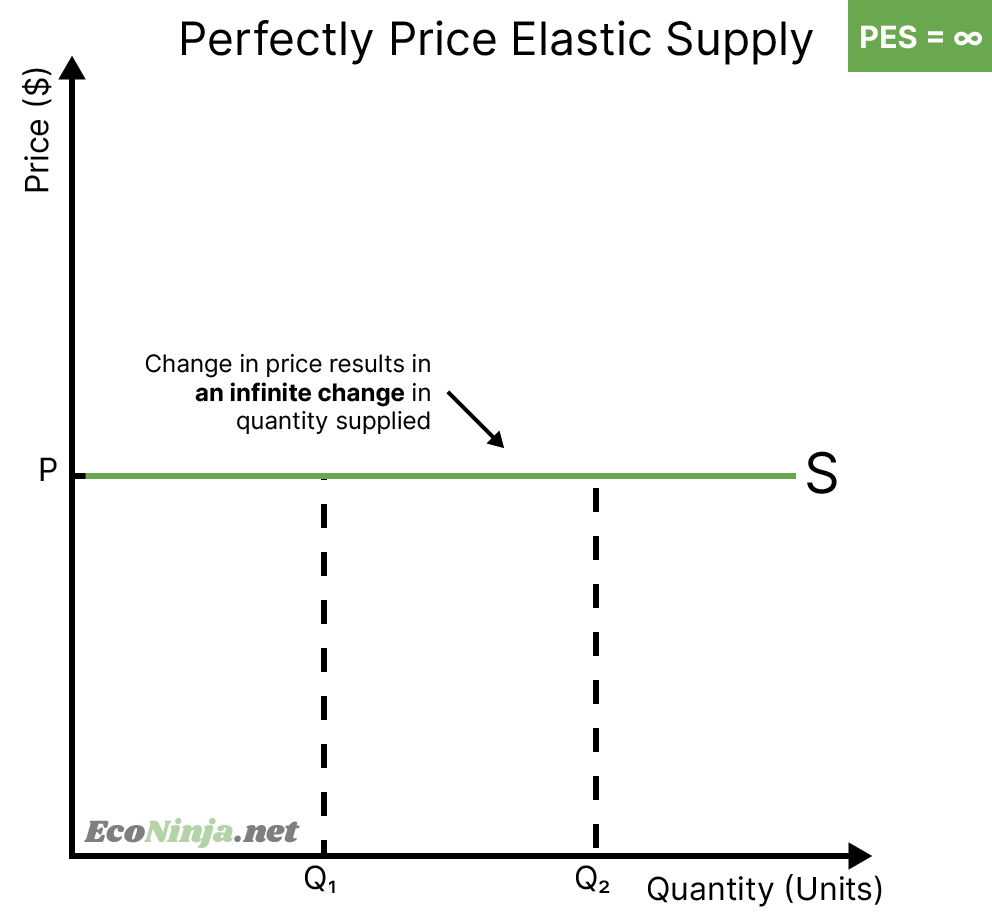 Perfectly Price Elastic Supply
PES = ∞
Price ($)
Change in price results in
an infinite change in
quantity supplied
P
S
EcoNinja.net
Q₁
Q₂
Quantity (Units)